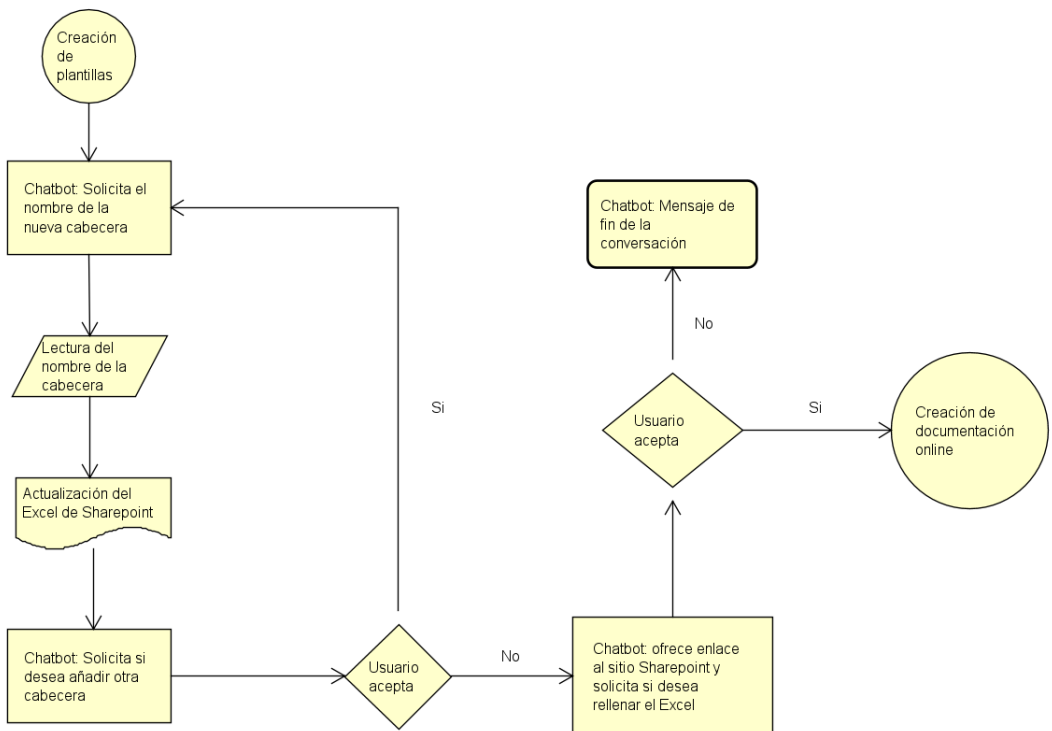 Creación
de
plantillas
Chatbot: Solicita el
nombre de la
nueva cabecera
Lectura del
nombre de la
cabecera
Actualización del
Excel de Sharepoint
Chatbot: Solicita si
desea añadir otra
cabecera
Usuario
acepta
Si
No
Chatbot: ofrece enlace
al sitio Sharepoint y
solicita si desea
rellenar el Excel
Usuario
acepta
No
Chatbot: Mensaje de
fin de la
conversación
Si
Creación de
documentación
online